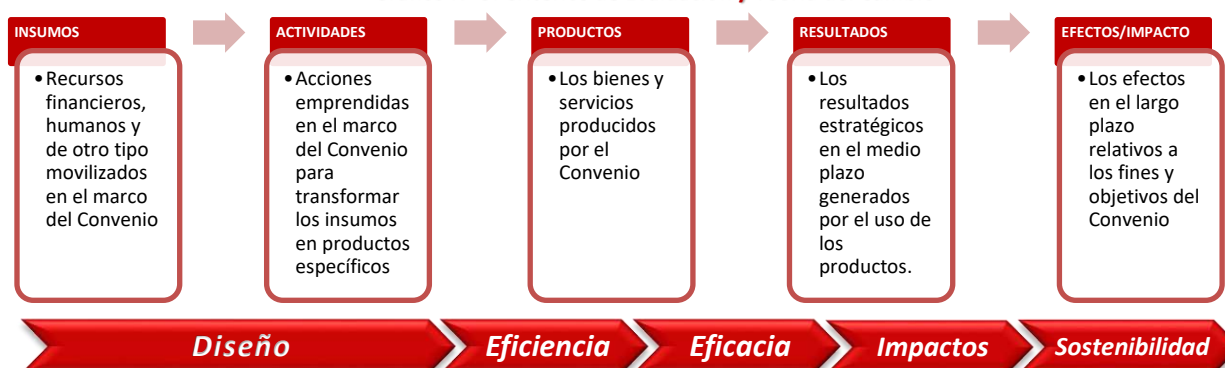 INSUMOS
•Recursos
financieros,
humanos y
de otro tipo
movilizados
en el marco
del Convenio
ACTIVIDADES
•Acciones
emprendidas
en el marco
del Convenio
para
transformar
los insumos
en productos
específicos
PRODUCTOS
•Los bienes y
servicios
producidos
por el
Convenio
RESULTADOS
•Los
resultados
estratégicos
en el medio
plazo
generados
por el uso de
los
productos.
EFECTOS/IMPACTO
•Los efectos
en el largo
plazo
relativos a
los fines y
objetivos del
Convenio
Diseño
Eficiencia
Eficacia
Impactos
Sostenibilidad